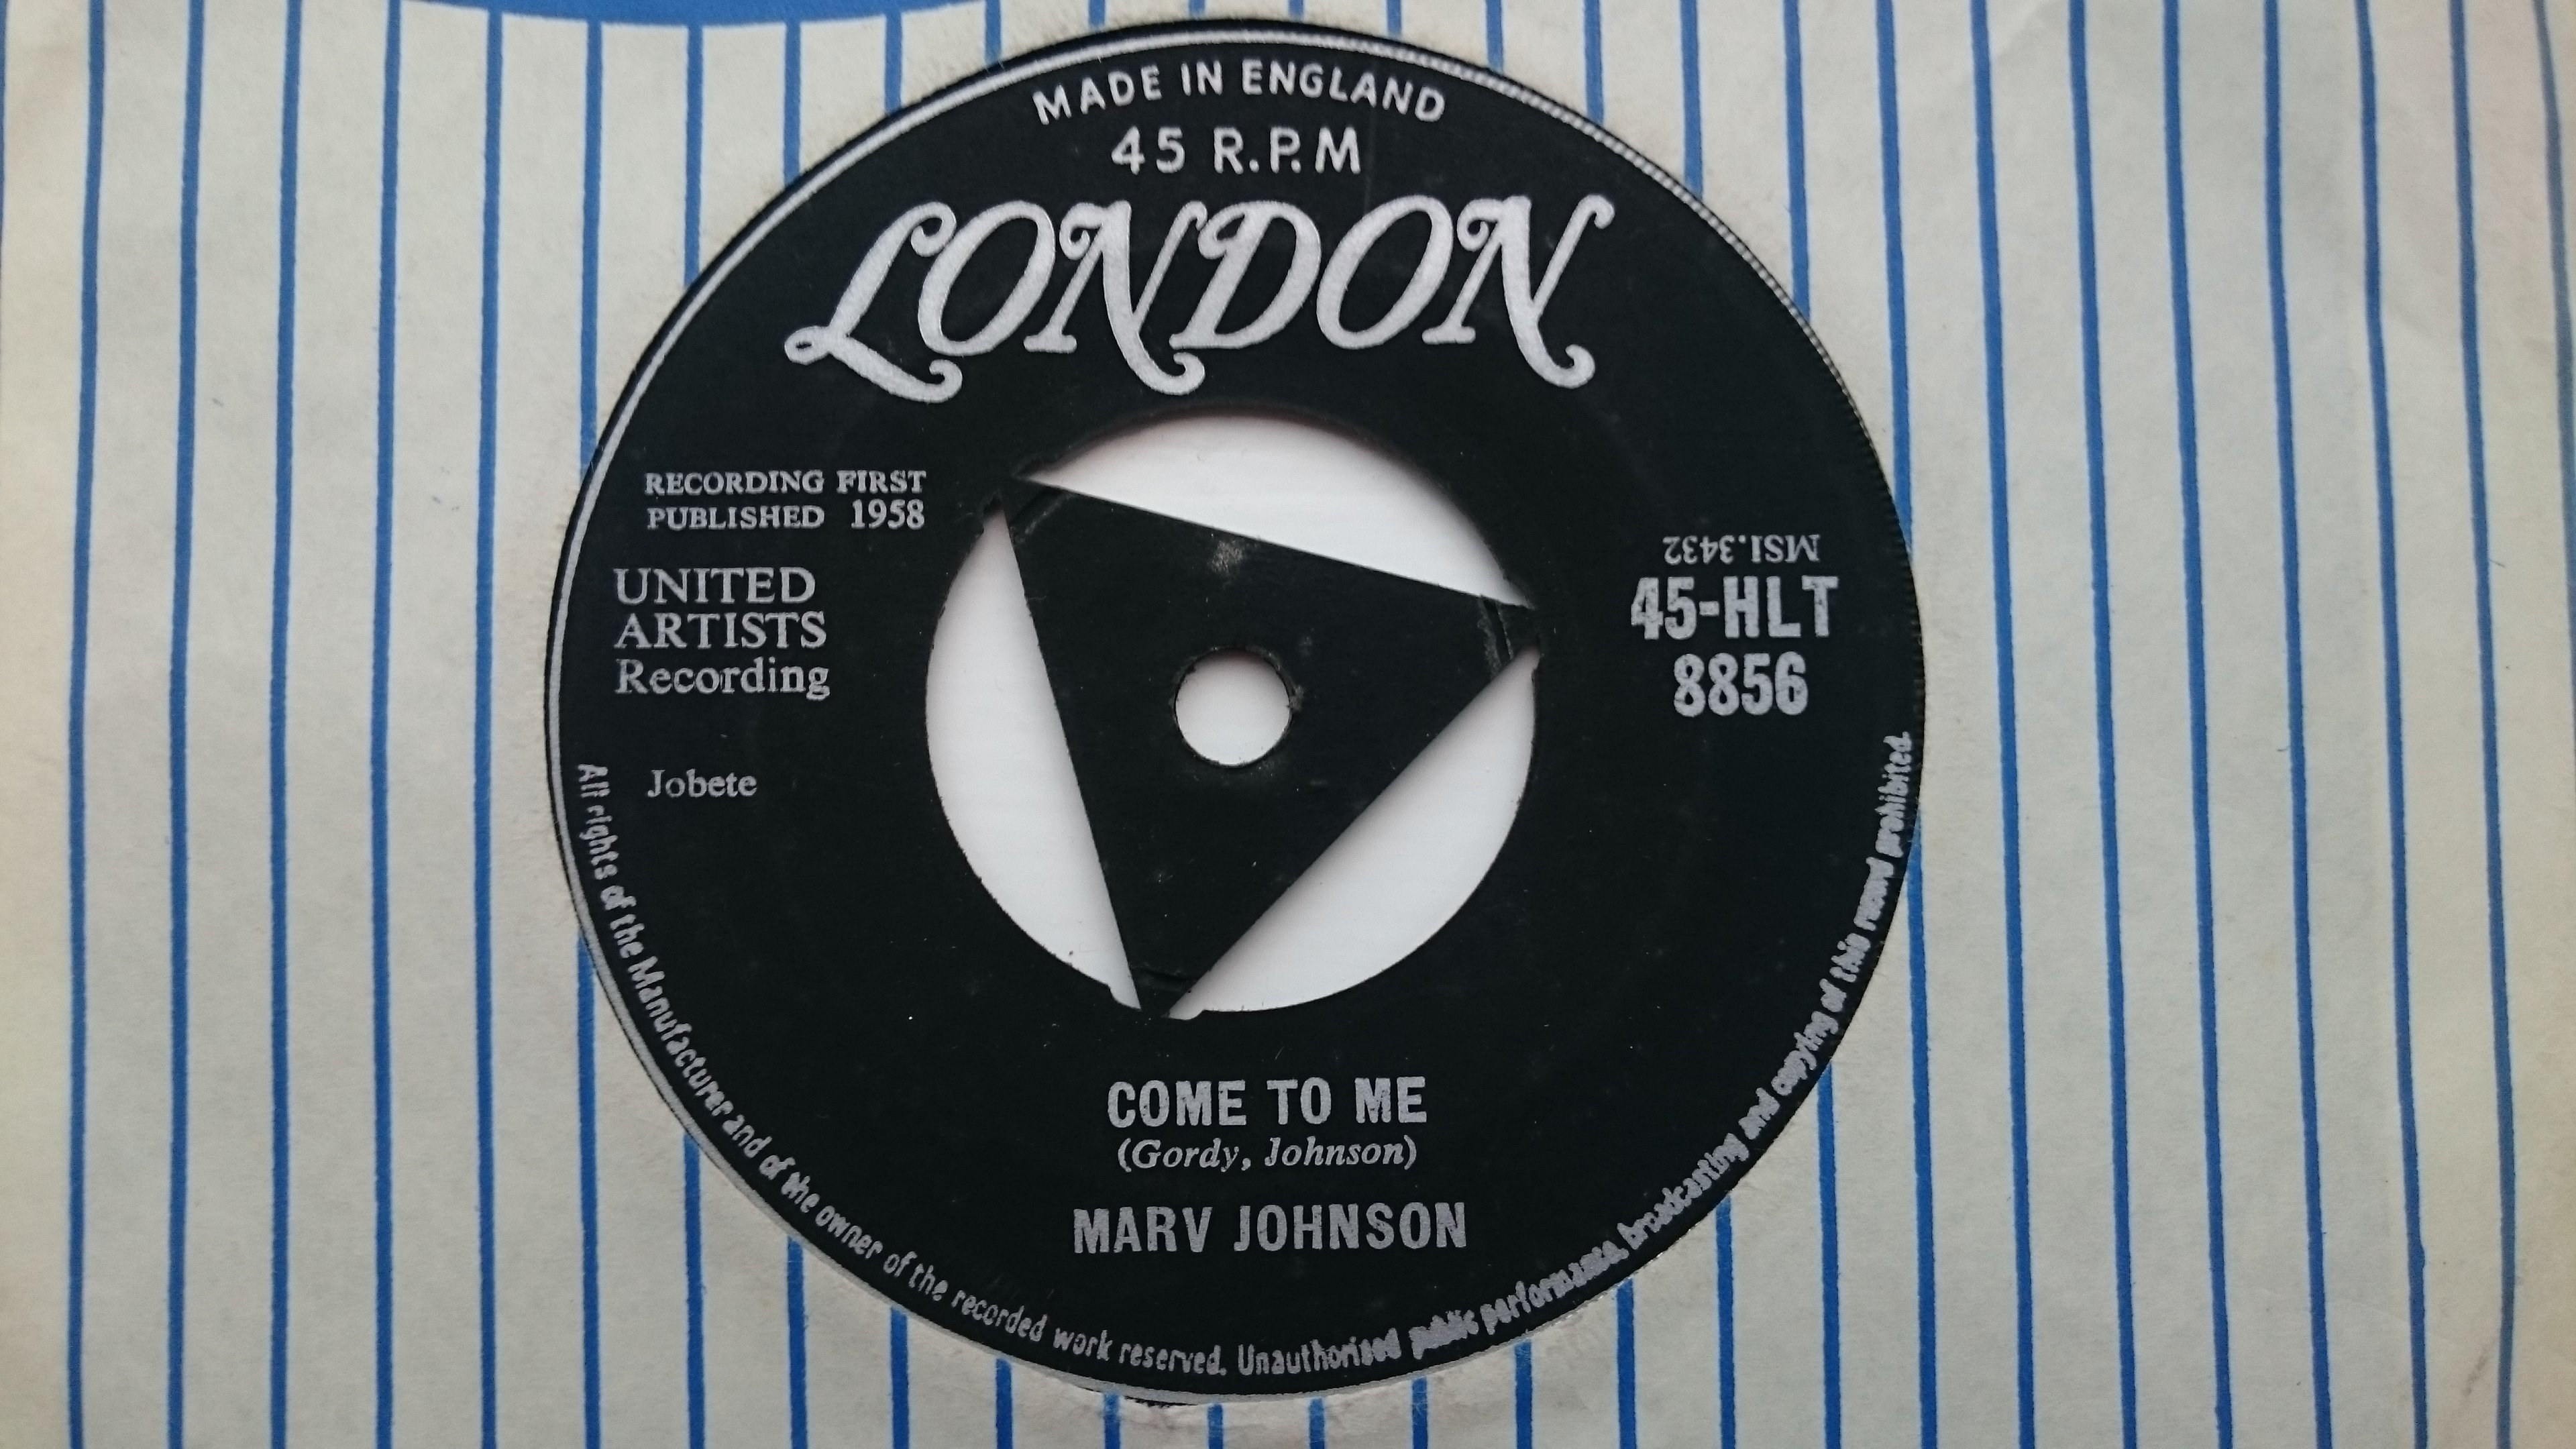 MADE IN ENGLAND
45 R.P.M
LONDON
RECORDING FIRST
PUBLISHED 1958
UNITED
ARTISTS
Recording
Jobete
MSI.3432
45-HLT
8856
COME TO ME
(Gordy, Johnson)
MARV JOHNSON
All rights of the Manufacturer and of the owner of the recorded work reserved. Unauthorised public performance, broadcasting and copying of this record prohibited.